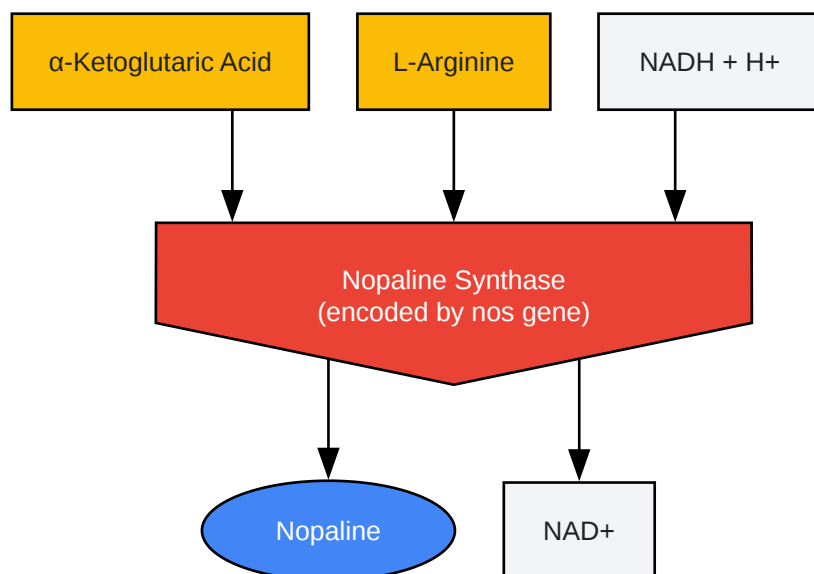 α-Ketoglutaric Acid
L-Arginine
NADH + H+
Nopaline Synthase
(encoded by nos gene)
Nopaline
NAD+